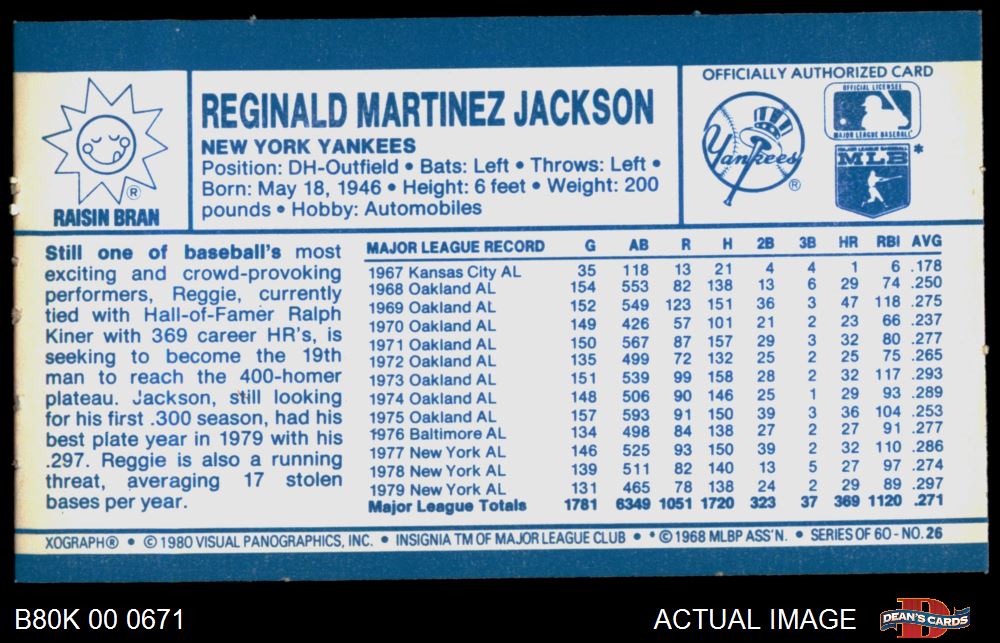 RAISIN BRAN
®
REGINALD MARTINEZ JACKSON
NEW YORK YANKEES
Position: DH-Outfield • Bats: Left • Throws: Left •
Born: May 18, 1946 • Height: 6 feet • Weight: 200
pounds • Hobby: Automobiles
OFFICIALLY AUTHORIZED CARD
Yankees
®
OFFICIAL LICENSEE
MAJOR LEAGUE BASEBALL
MAJOR LEAGUE BASEBALL
MLB *
Still one of baseball's most
exciting and crowd-provoking
performers, Reggie, currently
tied with Hall-of-Famer Ralph
Kiner with 369 career HR's, is
seeking to become the 19th
man to reach the 400-homer
plateau. Jackson, still looking
for his first .300 season, had his
best plate year in 1979 with his
.297. Reggie is also a running
threat, averaging 17 stolen
bases per year.
MAJOR LEAGUE RECORD G AB R H 2B 3B HR RBI AVG
1967 Kansas City AL 35 118 13 21 4 4 1 6 .178
1968 Oakland AL 154 553 82 138 13 6 29 74 .250
1969 Oakland AL 152 549 123 151 36 3 47 118 .275
1970 Oakland AL 149 426 57 101 21 2 23 66 .237
1971 Oakland AL 150 567 87 157 29 3 32 80 .277
1972 Oakland AL 135 499 72 132 25 2 25 75 .265
1973 Oakland AL 151 539 99 158 28 2 32 117 .293
1974 Oakland AL 148 506 90 146 25 1 29 93 .289
1975 Oakland AL 157 593 91 150 39 3 36 104 .253
1976 Baltimore AL 134 498 84 138 27 2 27 91 .277
1977 New York AL 146 525 93 150 39 2 32 110 .286
1978 New York AL 139 511 82 140 13 5 27 97 .274
1979 New York AL 131 465 78 138 24 2 29 89 .297
Major League Totals 1781 6349 1051 1720 323 37 369 1120 .271
XOGRAPH® • © 1980 VISUAL PANOGRAPHICS, INC. • INSIGNIA TM OF MAJOR LEAGUE CLUB • * © 1968 MLBP ASS'N. • SERIES OF 60 - NO. 26
B80K 00 0671
ACTUAL IMAGE
DEAN'S CARDS